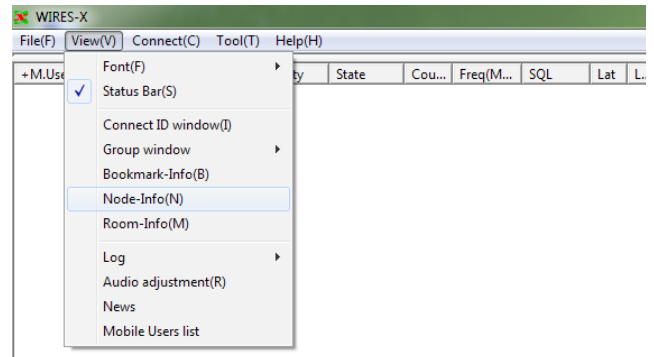 WIRES-X
File(F) View(V) Connect(C) Tool(T) Help(H)
+M.Use ty State Cou... Freq(M... SQL Lat L...
Font(F)
Status Bar(S)
Connect ID window(I)
Group window
Bookmark-Info(B)
Node-Info(N)
Room-Info(M)
Log
Audio adjustment(R)
News
Mobile Users list